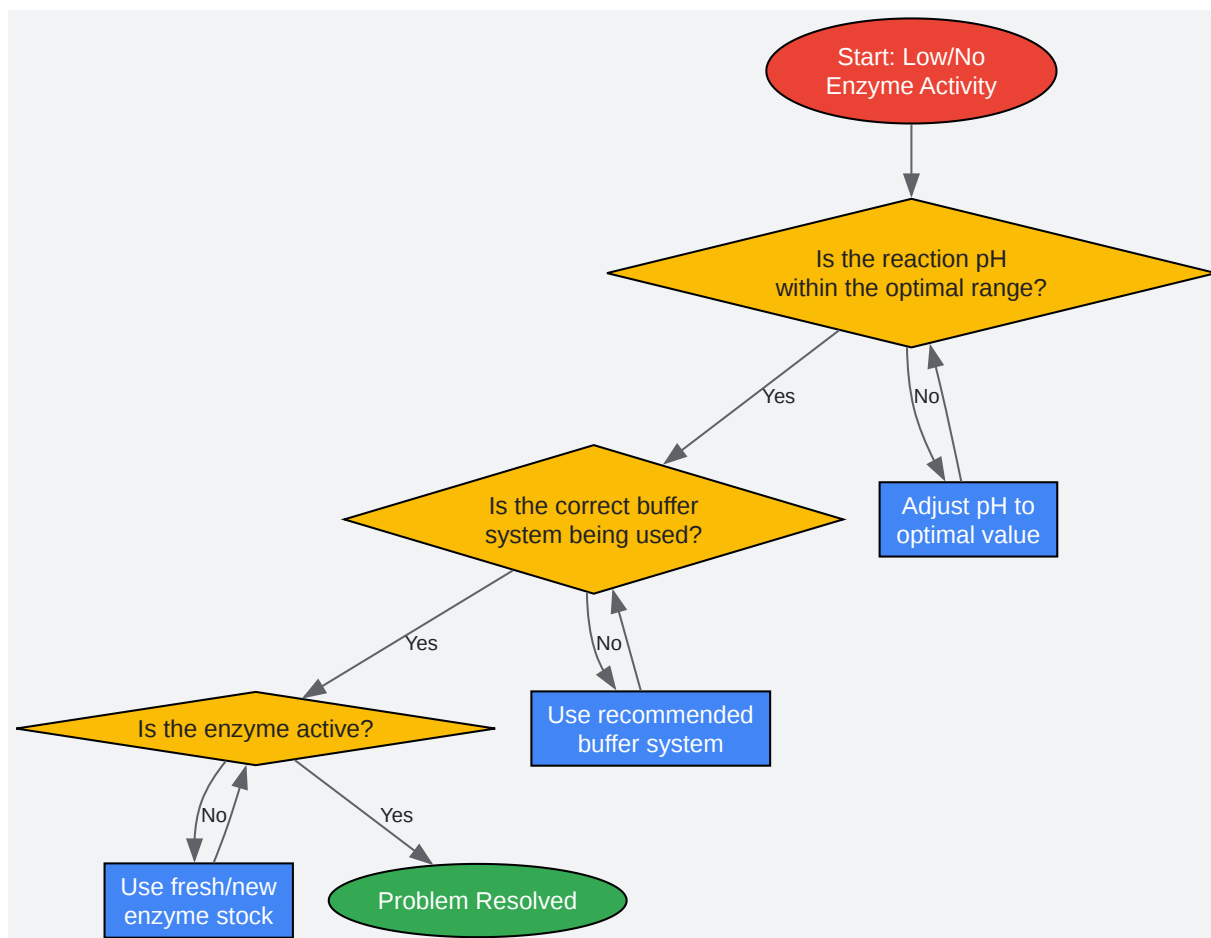 Start: Low/No
Enzyme Activity
Is the reaction pH
within the optimal range?
Yes
No
Is the correct buffer
system being used?
Adjust pH to
optimal value
Yes
No
Is the enzyme active?
Use recommended
buffer system
No
Yes
Use fresh/new
enzyme stock
Problem Resolved